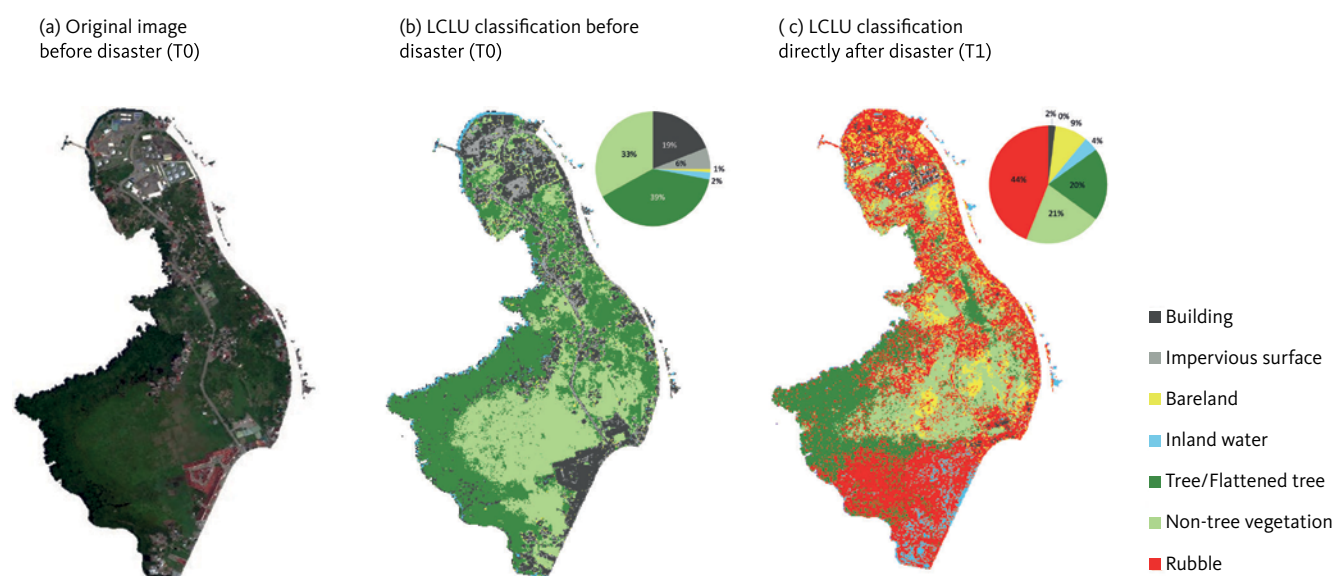 (a) Original image
before disaster (T0)
(b) LCLU classification before
disaster (T0)
( c) LCLU classification
directly after disaster (T1)
19%
6%
1%
2%
39%
33%
2%
0%
9%
4%
20%
21%
44%
Building
Impervious surface
Bareland
Inland water
Tree/Flattened tree
Non-tree vegetation
Rubble